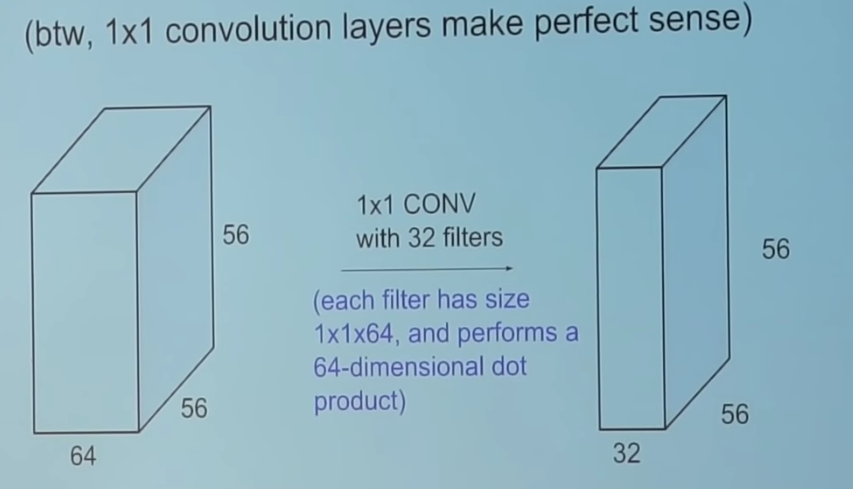 (btw, 1x1 convolution layers make perfect sense)
56
56
64
1x1 CONV
with 32 filters
(each filter has size
1x1x64, and performs a
64-dimensional dot
product)
56
56
32